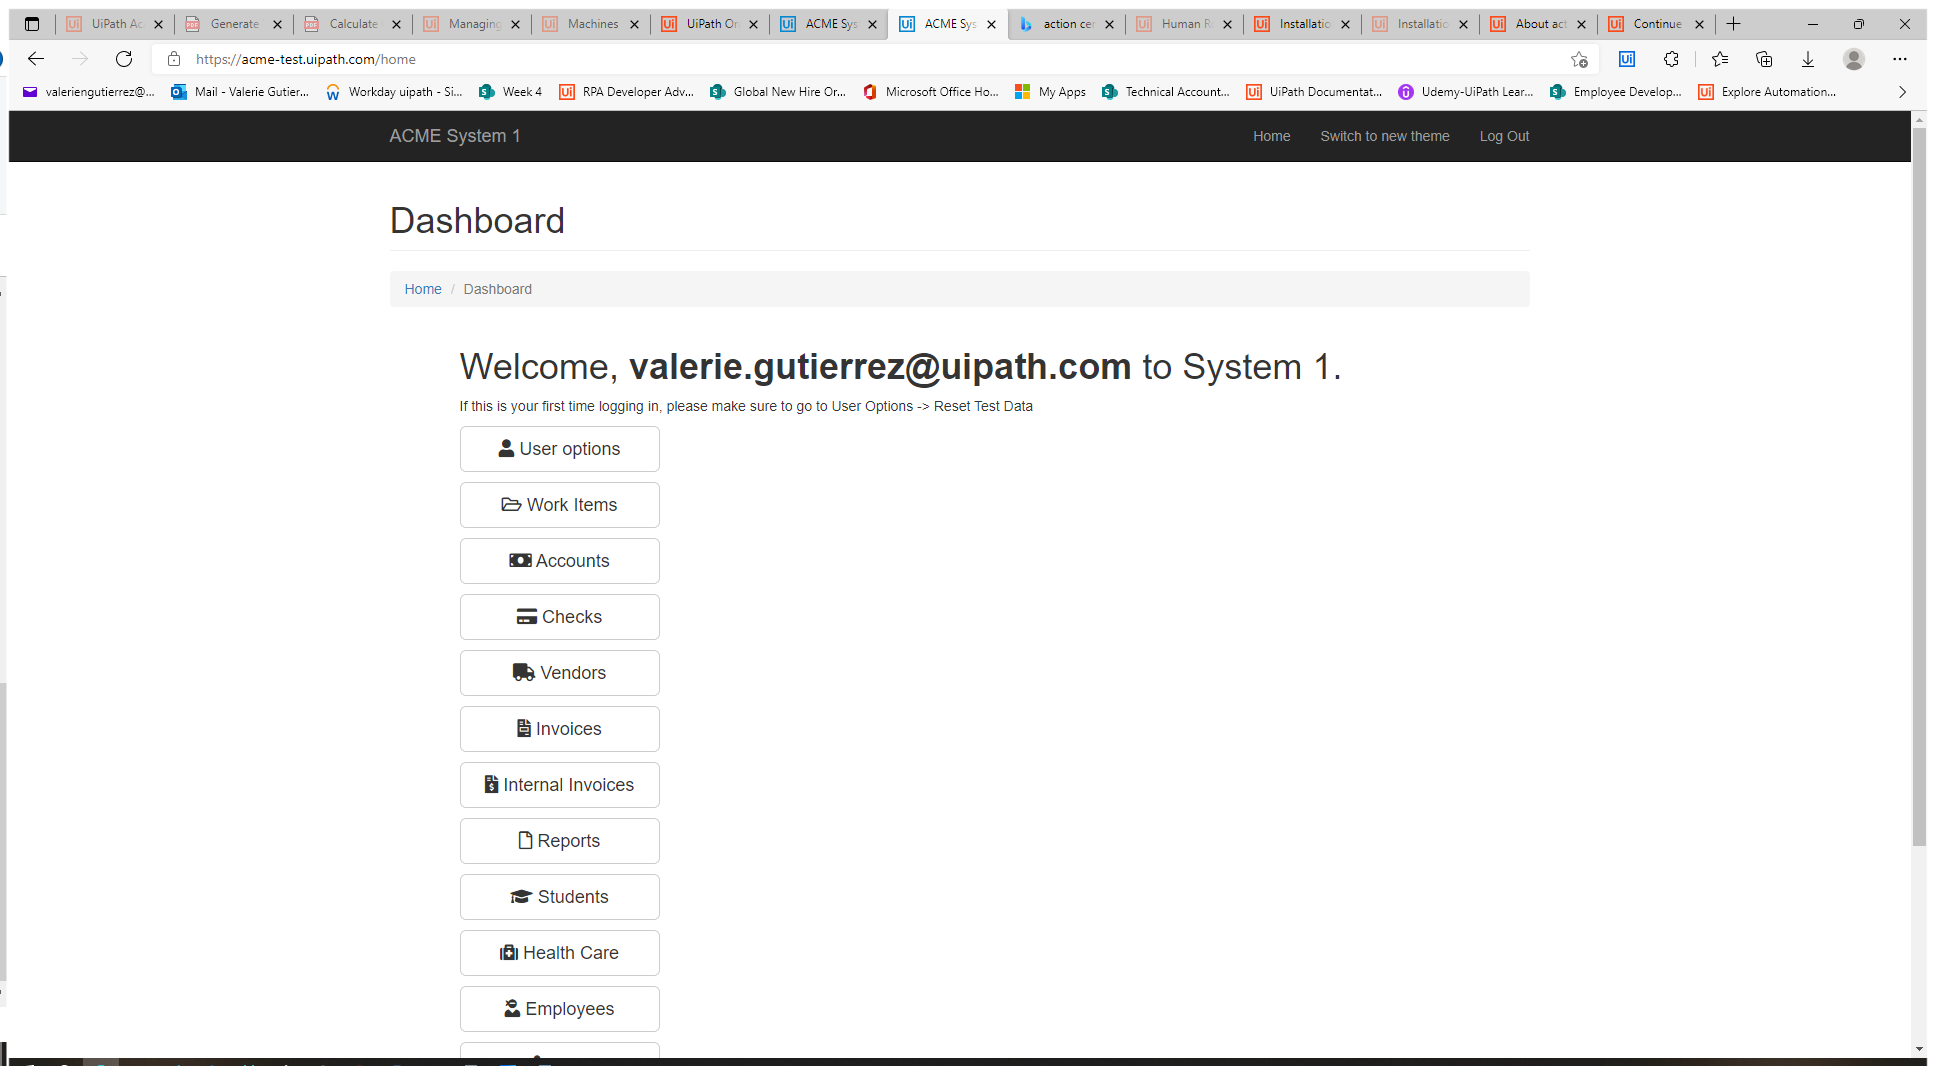 UiPath Ac
Generate
Calculate
Managing
Machines
UiPath Or
ACME Sys
ACME Sys
action cer
Human R
Installatio
Installatio
About act
Continue
https://acme-test.uipath.com/home
valeriengutierrez@...
Mail - Valerie Gutier...
Workday uipath - Si...
Week 4
RPA Developer Adv...
Global New Hire Or...
Microsoft Office Ho...
My Apps
Technical Account...
UiPath Documentat...
Udemy-UiPath Lear...
Employee Develop...
Explore Automation...
ACME System 1
Home
Switch to new theme
Log Out
Dashboard
Home / Dashboard
Welcome, valerie.gutierrez@uipath.com to System 1.
If this is your first time logging in, please make sure to go to User Options -> Reset Test Data
User options
Work Items
Accounts
Checks
Vendors
Invoices
Internal Invoices
Reports
Students
Health Care
Employees